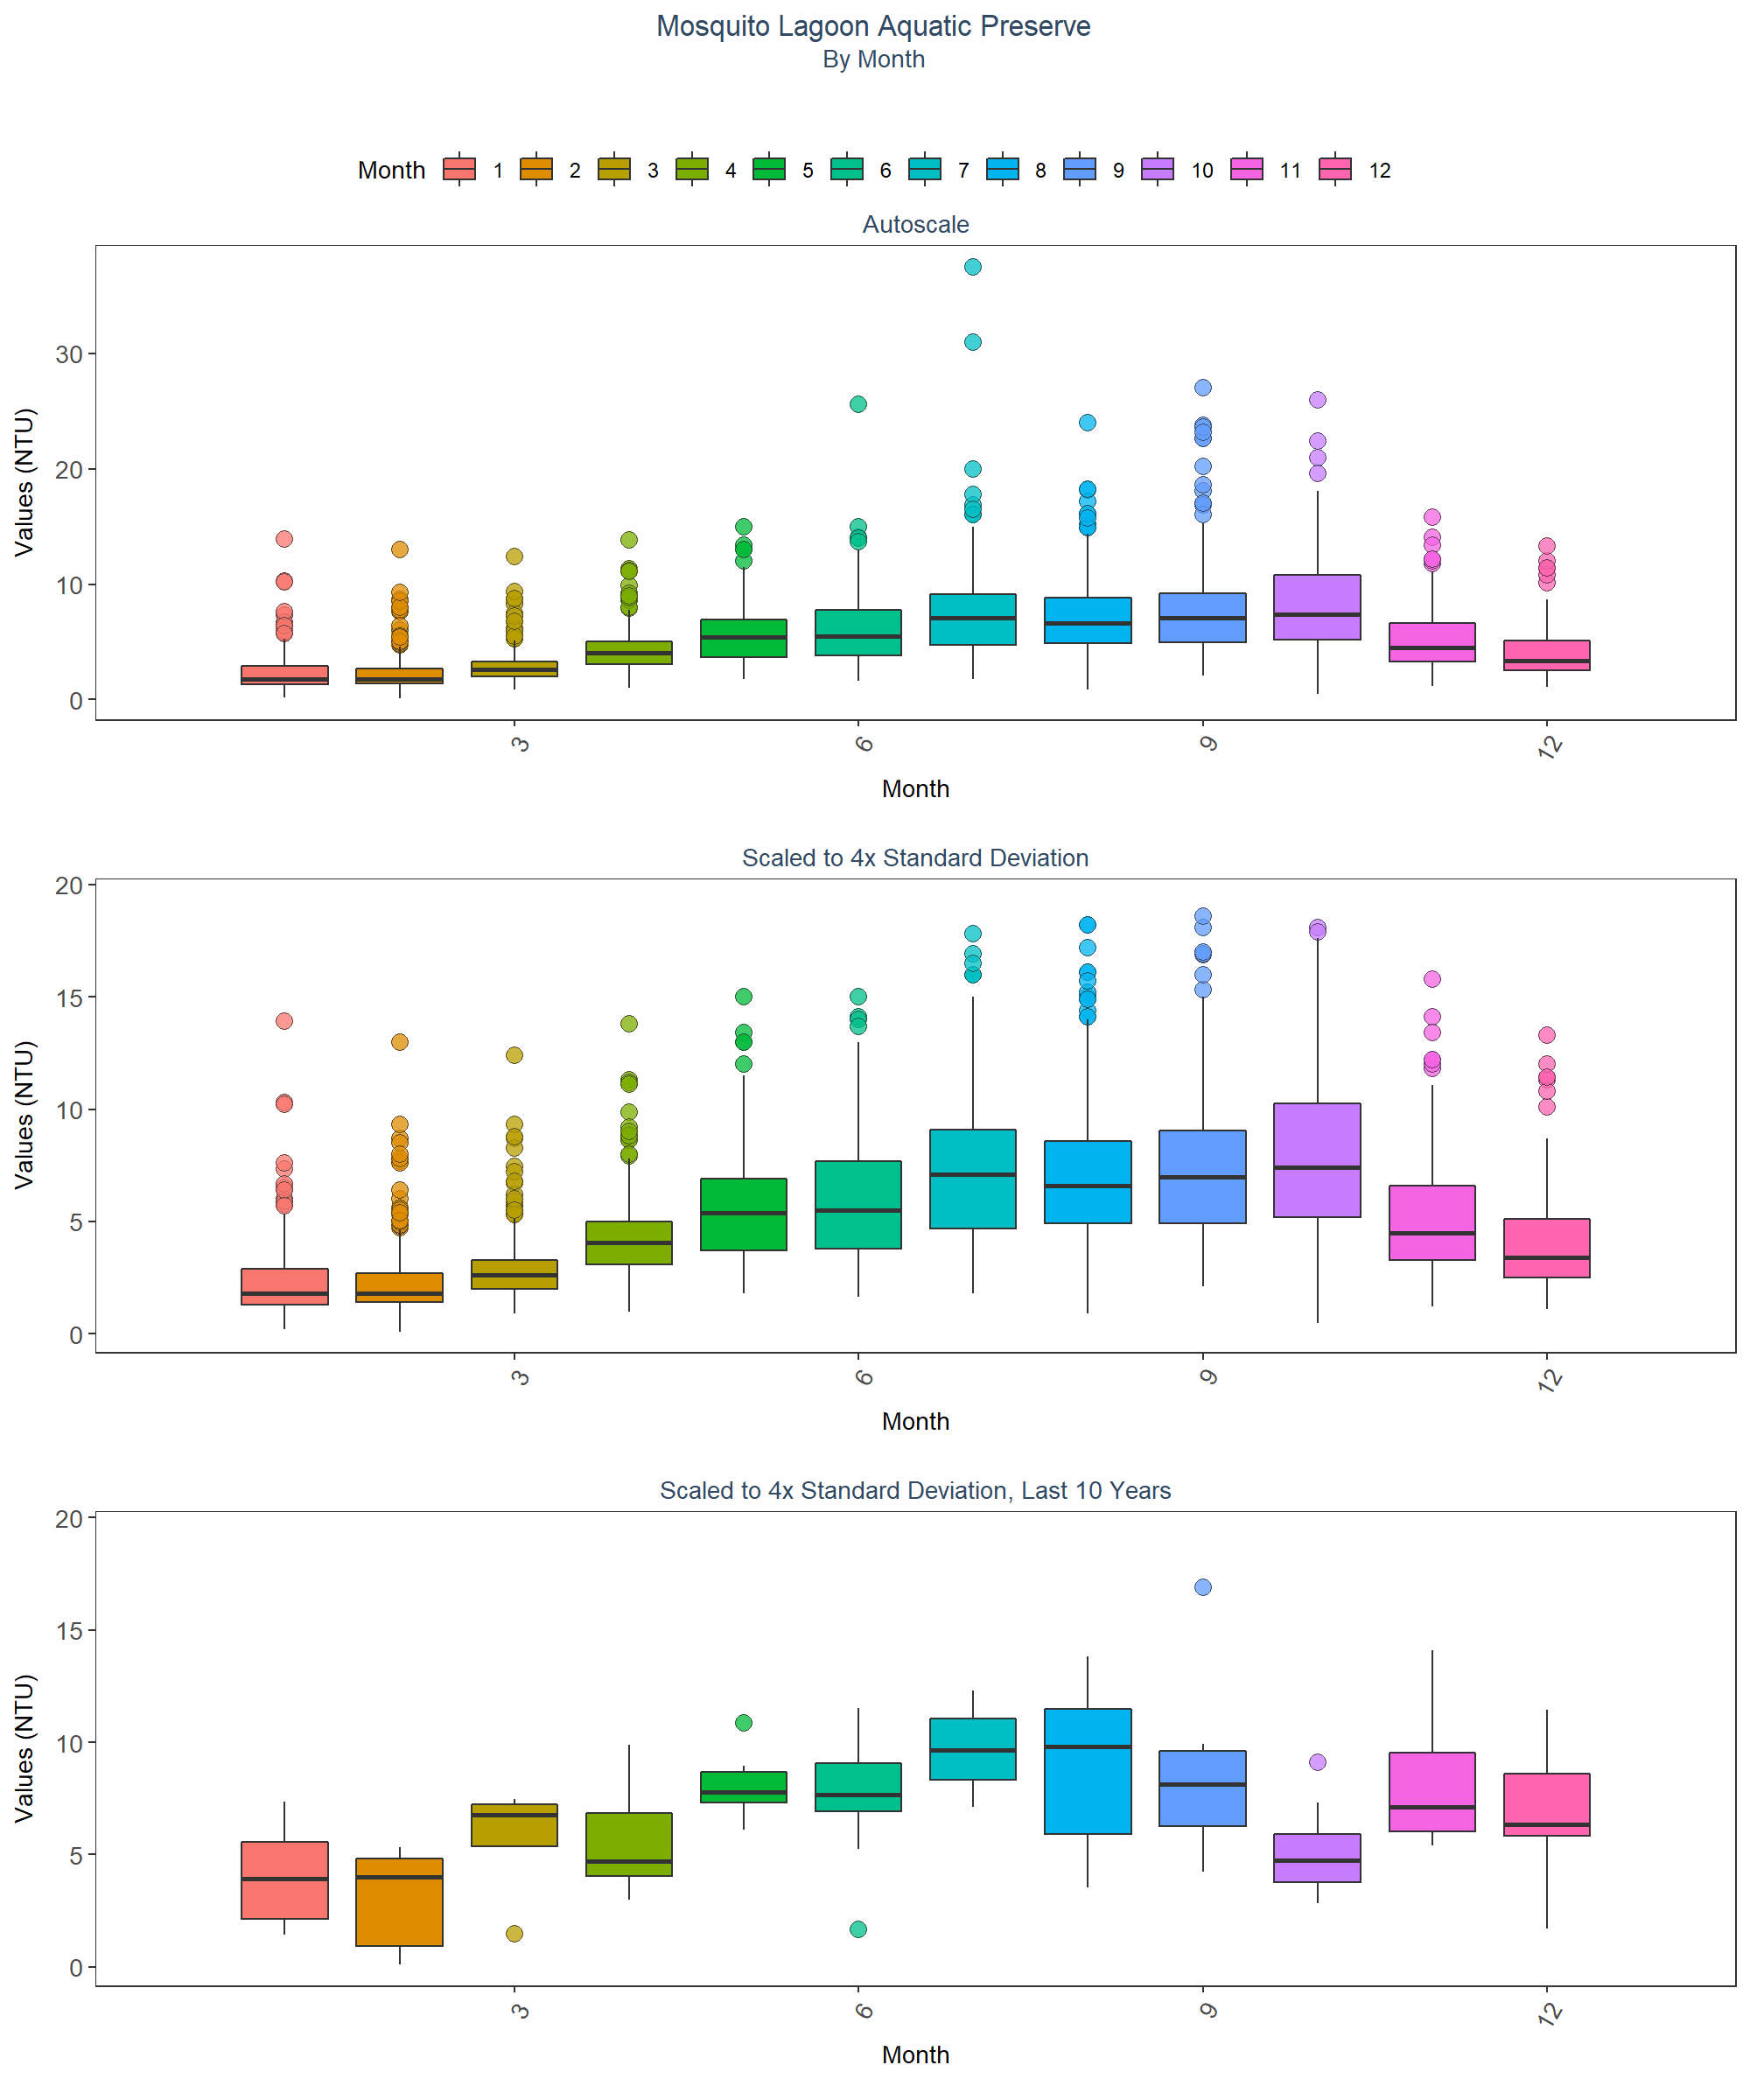 Mosquito Lagoon Aquatic Preserve
By Month
Month 1 2 3 4 5 6 7 8 9 10 11 12
Autoscale
Values (NTU)
30
20
10
0
3 6 9 12
Month
Scaled to 4x Standard Deviation
Values (NTU)
20
15
10
5
0
3 6 9 12
Month
Scaled to 4x Standard Deviation, Last 10 Years
Values (NTU)
20
15
10
5
0
3 6 9 12
Month